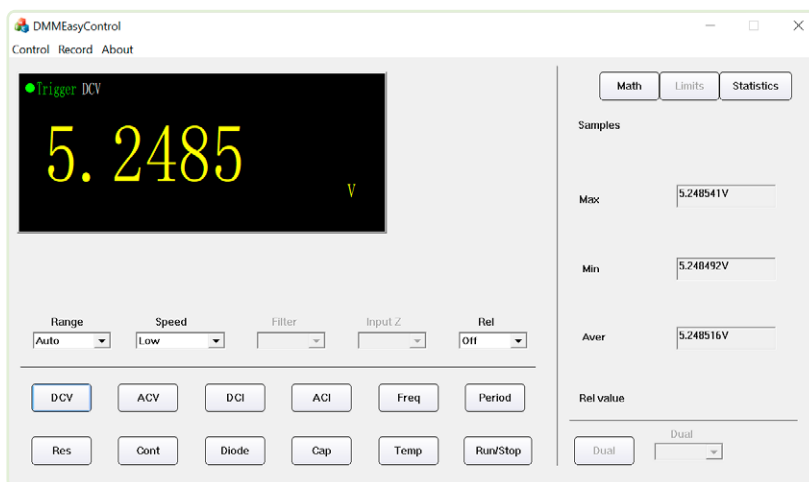 DMMEasyControl
Control Record About
Trigger DCV
5.2485
V
Math Limits Statistics
Samples
Max 5.248541V
Min 5.248492V
Aver 5.248516V
Rel value
Range Speed Filter Input Z Rel
Auto Low Off
DCV ACV DCI ACI Freq Period
Res Cont Diode Cap Temp Run/Stop
Dual
Dual